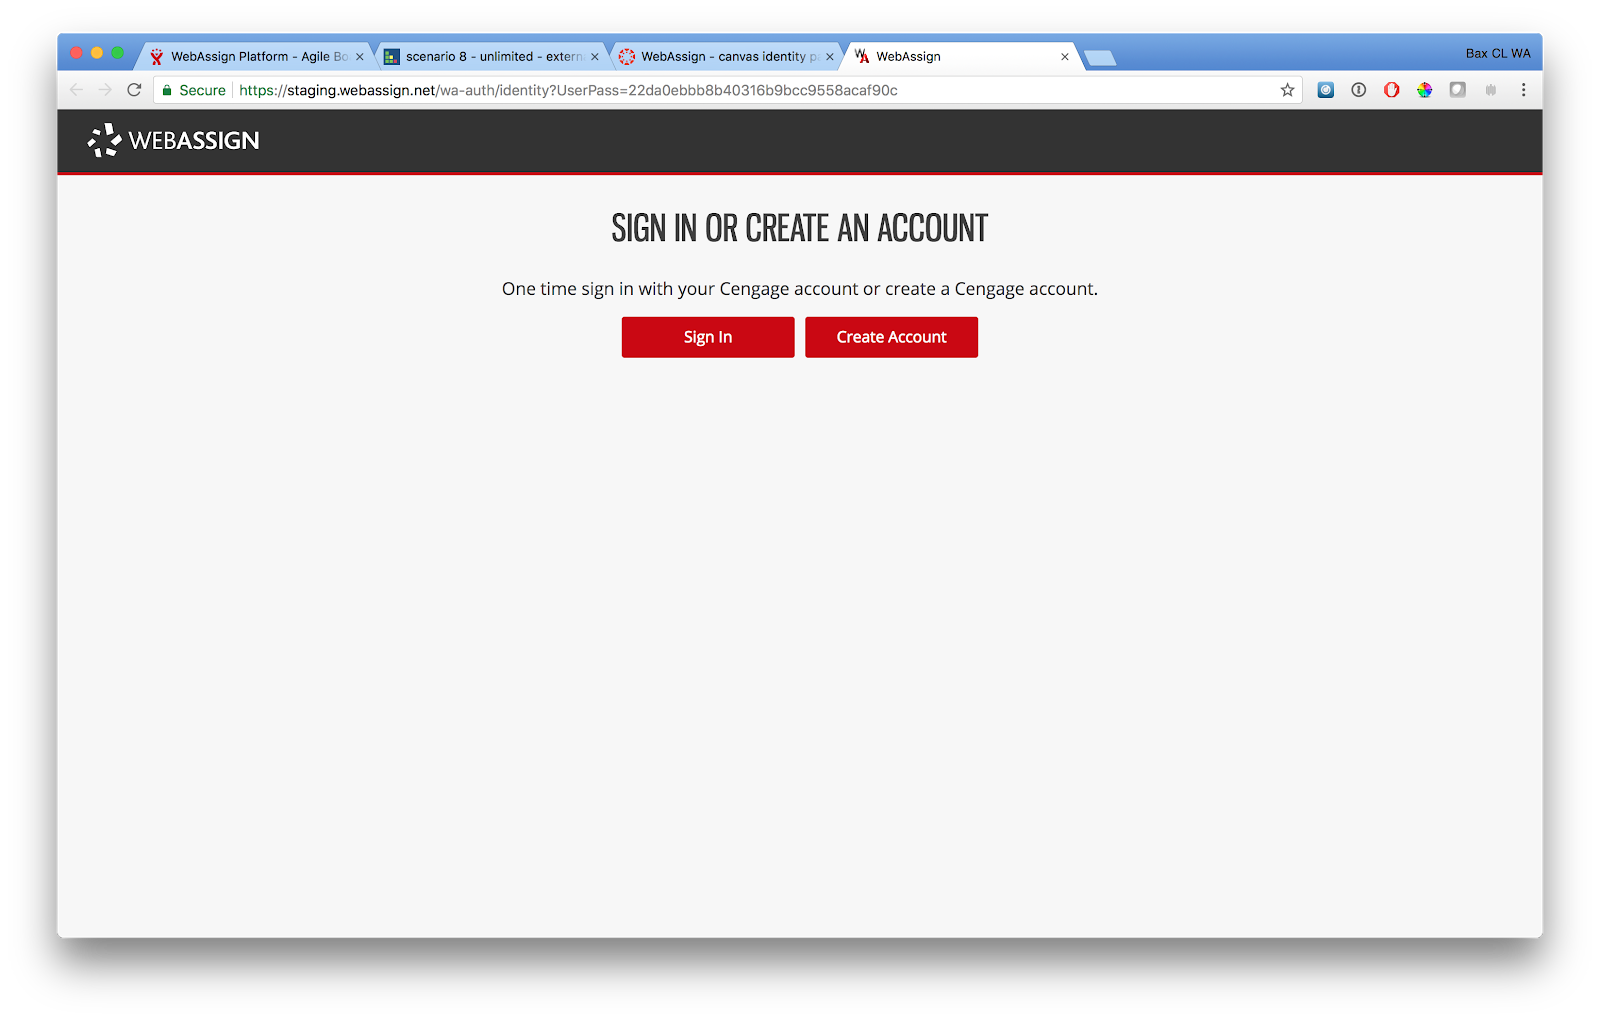 WebAssign Platform - Agile Bo
scenario 8 - unlimited - extern
WebAssign - canvas identity p
WebAssign
Bax CL WA
Secure
https://staging.webassign.net/wa-auth/identity?UserPass=22da0ebbb8b40316b9bcc9558acaf90c
WEBASSIGN
SIGN IN OR CREATE AN ACCOUNT
One time sign in with your Cengage account or create a Cengage account.
Sign In
Create Account